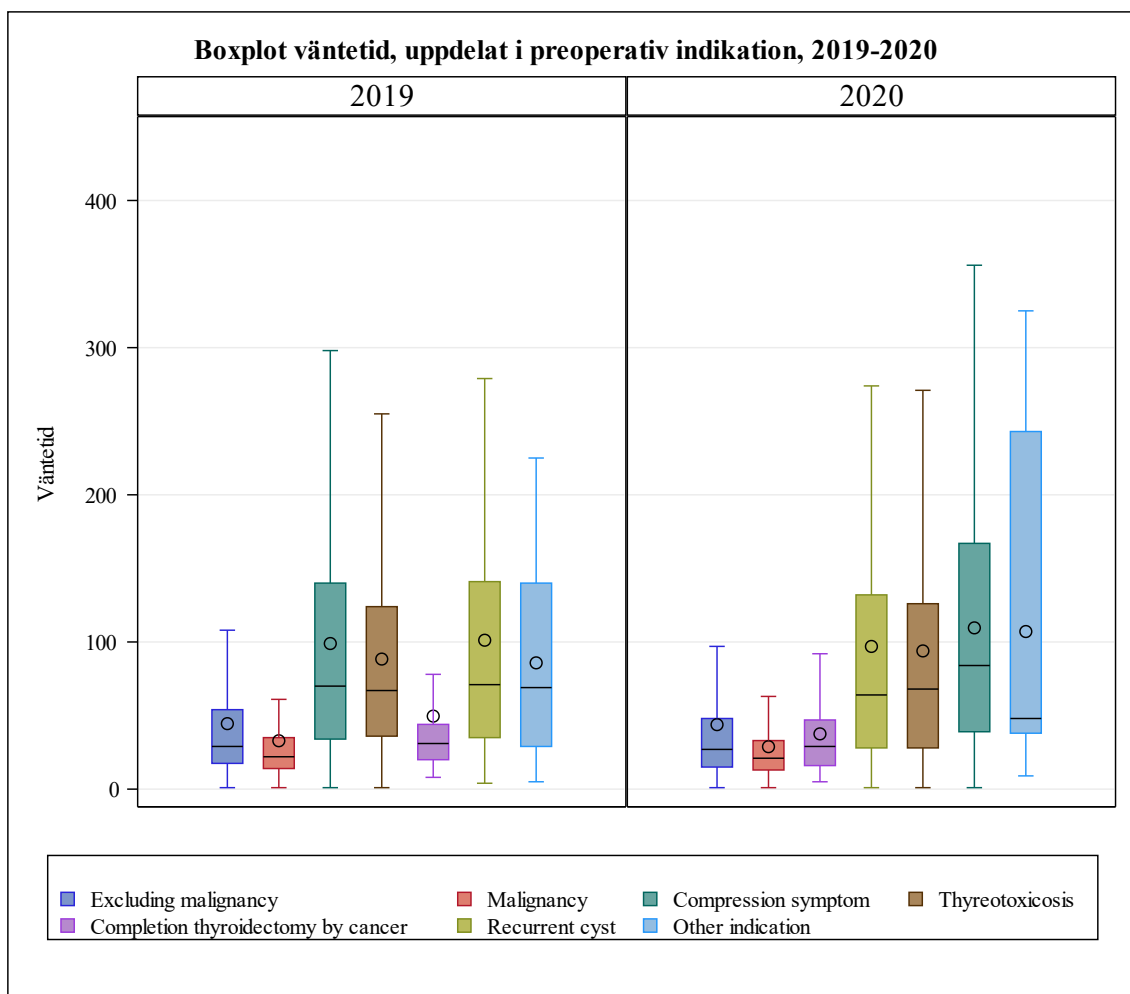 Boxplot väntetid, uppdelat i preoperativ indikation, 2019-2020
2019
2020
400
300
200
100
0
Väntetid
Excluding malignancy
Malignancy
Compression symptom
Thyreotoxicosis
Completion thyroidectomy by cancer
Recurrent cyst
Other indication